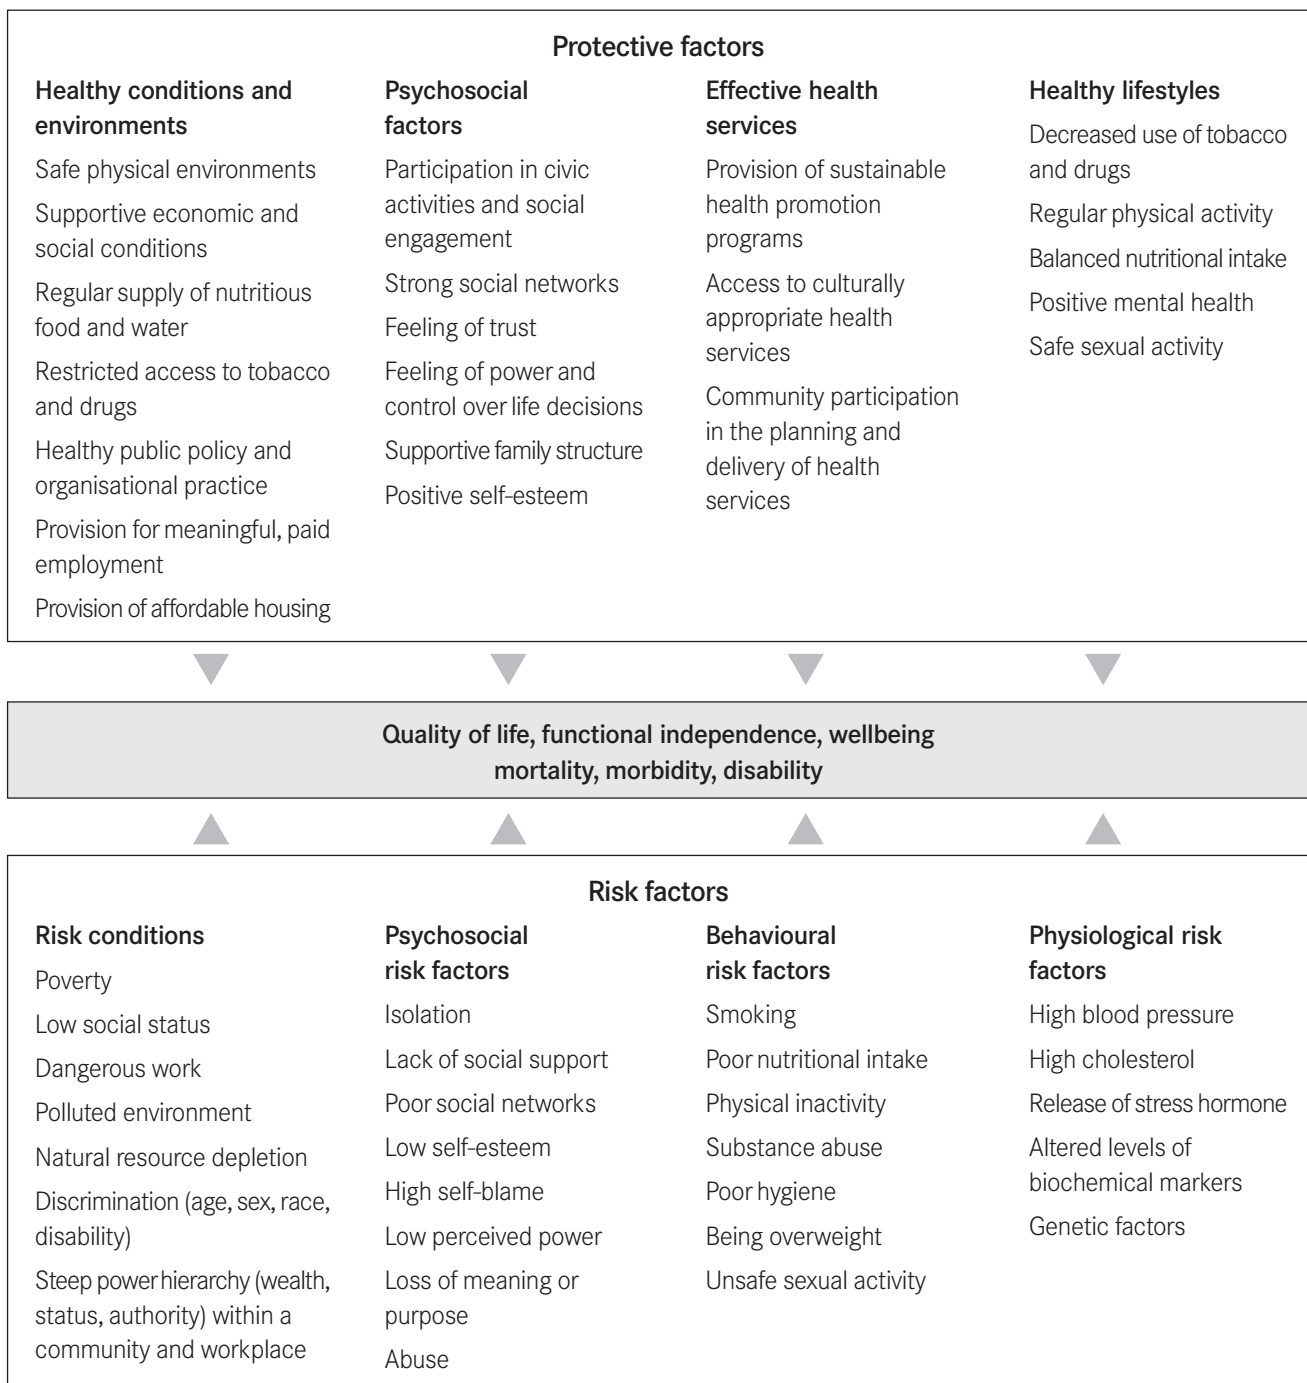 Protective factors
Healthy conditions and
environments
Safe physical environments
Supportive economic and
social conditions
Regular supply of nutritious
food and water
Restricted access to tobacco
and drugs
Healthy public policy and
organisational practice
Provision for meaningful, paid
employment
Provision of affordable housing
Psychosocial
factors
Participation in civic
activities and social
engagement
Strong social networks
Feeling of trust
Feeling of power and
control over life decisions
Supportive family structure
Positive self-esteem
Effective health
services
Provision of sustainable
health promotion
programs
Access to culturally
appropriate health
services
Community participation
in the planning and
delivery of health
services
Healthy lifestyles
Decreased use of tobacco
and drugs
Regular physical activity
Balanced nutritional intake
Positive mental health
Safe sexual activity
Quality of life, functional independence, wellbeing
mortality, morbidity, disability
Risk factors
Risk conditions
Poverty
Low social status
Dangerous work
Polluted environment
Natural resource depletion
Discrimination (age, sex, race,
disability)
Steep power hierarchy (wealth,
status, authority) within a
community and workplace
Psychosocial
risk factors
Isolation
Lack of social support
Poor social networks
Low self-esteem
High self-blame
Low perceived power
Loss of meaning or
purpose
Abuse
Behavioural
risk factors
Smoking
Poor nutritional intake
Physical inactivity
Substance abuse
Poor hygiene
Being overweight
Unsafe sexual activity
Physiological risk
factors
High blood pressure
High cholesterol
Release of stress hormone
Altered levels of
biochemical markers
Genetic factors